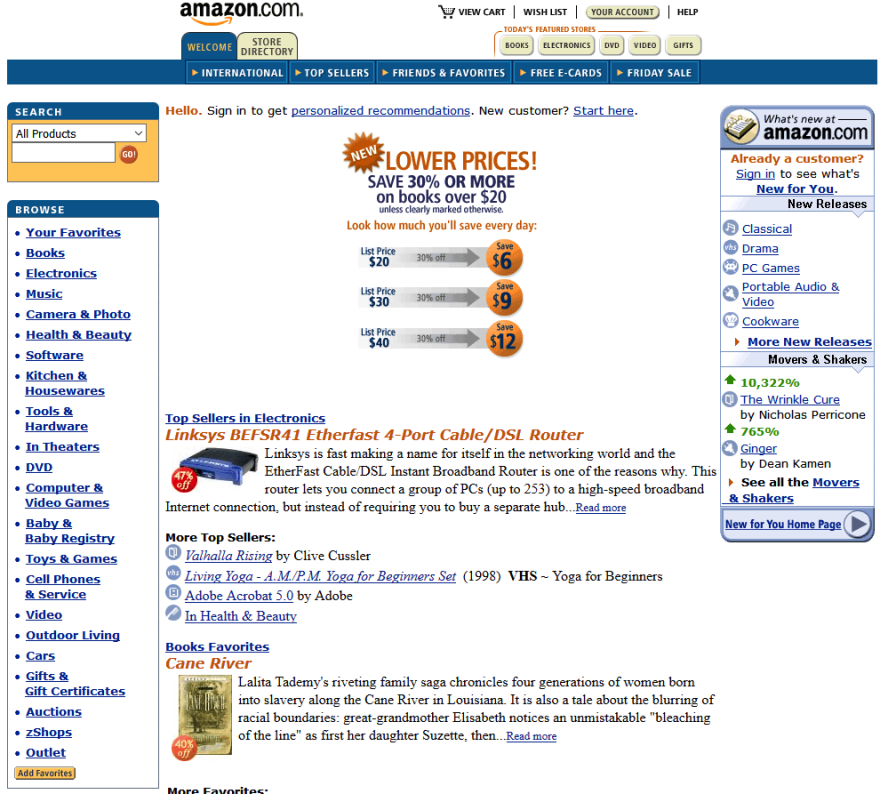 amazon.com.
VIEW CART | WISH LIST | YOUR ACCOUNT | HELP
WELCOME
STORE
DIRECTORY
TODAY'S FEATURED STORES
BOOKS ELECTRONICS DVD VIDEO GIFTS
INTERNATIONAL TOP SELLERS FRIENDS & FAVORITES FREE E-CARDS FRIDAY SALE
SEARCH
All Products
GO!
BROWSE
• Your Favorites
• Books
• Electronics
• Music
• Camera & Photo
• Health & Beauty
• Software
• Kitchen &
Housewares
• Tools &
Hardware
• In Theaters
• DVD
• Computer &
Video Games
• Baby &
Baby Registry
• Toys & Games
• Cell Phones
& Service
• Video
• Outdoor Living
• Cars
• Gifts &
Gift Certificates
• Auctions
• zShops
• Outlet
Add Favorites
Hello. Sign in to get personalized recommendations. New customer? Start here.
NEW LOWER PRICES!
SAVE 30% OR MORE
on books over $20
unless clearly marked otherwise.
Look how much you'll save every day:
List Price
$20
30% off
Save
$6
List Price
$30
30% off
Save
$9
List Price
$40
30% off
Save
$12
Top Sellers in Electronics
Linksys BEFSR41 Etherfast 4-Port Cable/DSL Router
47%
off
Linksys is fast making a name for itself in the networking world and the
EtherFast Cable/DSL Instant Broadband Router is one of the reasons why. This
router lets you connect a group of PCs (up to 253) to a high-speed broadband
Internet connection, but instead of requiring you to buy a separate hub...Read more
More Top Sellers:
Valhalla Rising by Clive Cussler
vhs Living Yoga - A.M./P.M. Yoga for Beginners Set (1998) VHS ~ Yoga for Beginners
Adobe Acrobat 5.0 by Adobe
In Health & Beauty
Books Favorites
Cane River
CANE RIVER
40%
off
Lalita Tademy's riveting family saga chronicles four generations of women born
into slavery along the Cane River in Louisiana. It is also a tale about the blurring of
racial boundaries: great-grandmother Elisabeth notices an unmistakable "bleaching
of the line" as first her daughter Suzette, then...Read more
More Favorites:
What's new at
amazon.com
Already a customer?
Sign in to see what's
New for You.
New Releases
Classical
vhs Drama
PC Games
Portable Audio &
Video
Cookware
More New Releases
Movers & Shakers
10,322%
The Wrinkle Cure
by Nicholas Perricone
765%
Ginger
by Dean Kamen
See all the Movers
& Shakers
New for You Home Page